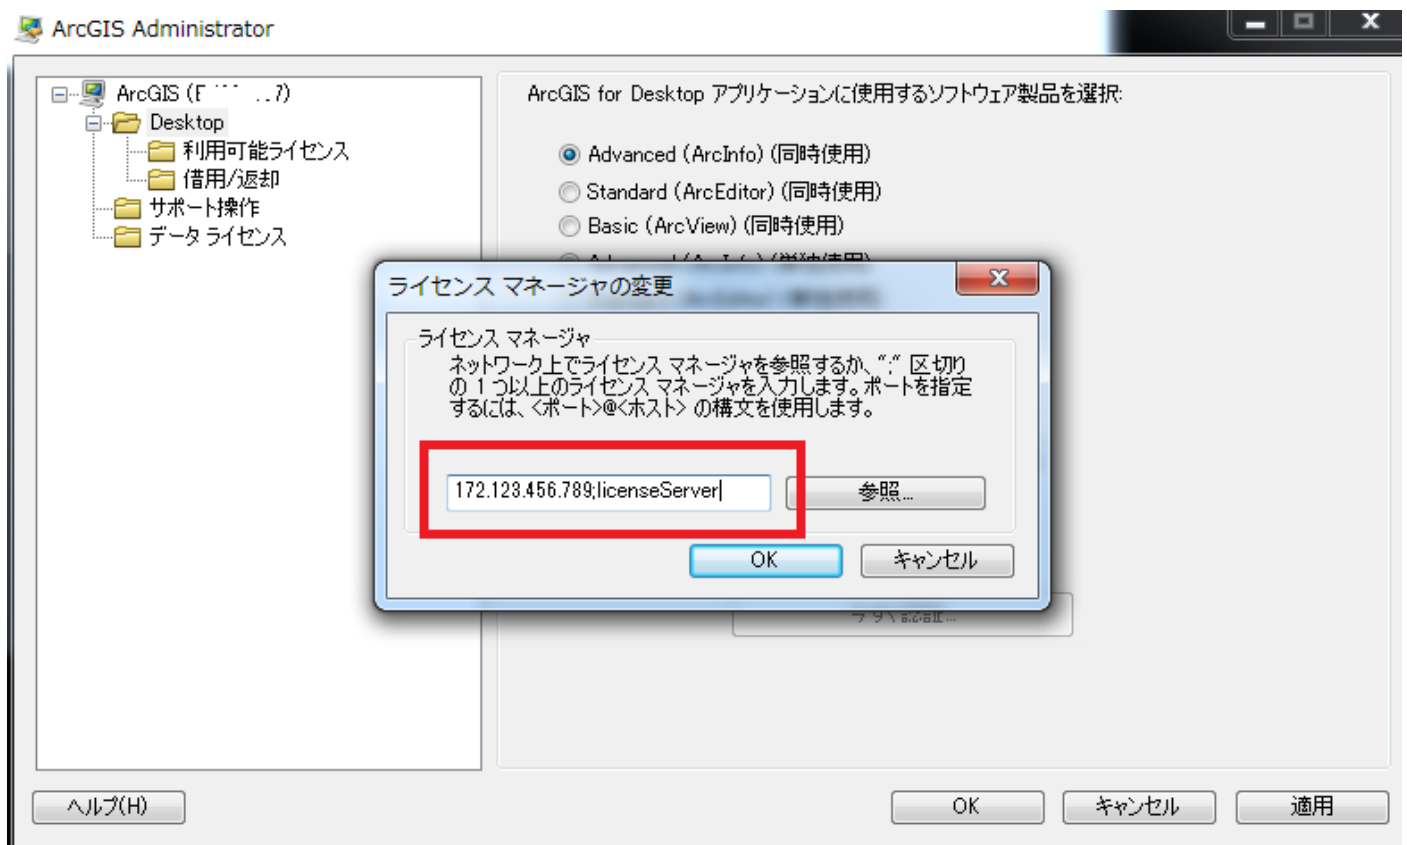 ArcGIS Administrator
ArcGIS (
Desktop
利用可能ライセンス
借用/返却
サポート操作
データ ライセンス
ArcGIS for Desktop アプリケーションに使用するソフトウェア製品を選択:
Advanced (ArcInfo) (同時使用)
Standard (ArcEditor) (同時使用)
Basic (ArcView) (同時使用)
ライセンス マネージャの変更
ライセンス マネージャ
ネットワーク上でライセンス マネージャを参照するか、";" 区切り
の 1 つ以上のライセンス マネージャを入力します。ポートを指定
するには、<ポート>@<ホスト> の構文を使用します。
172.123.456.789;licenseServer
参照...
OK
キャンセル
ヘルプ(H)
OK
キャンセル
適用